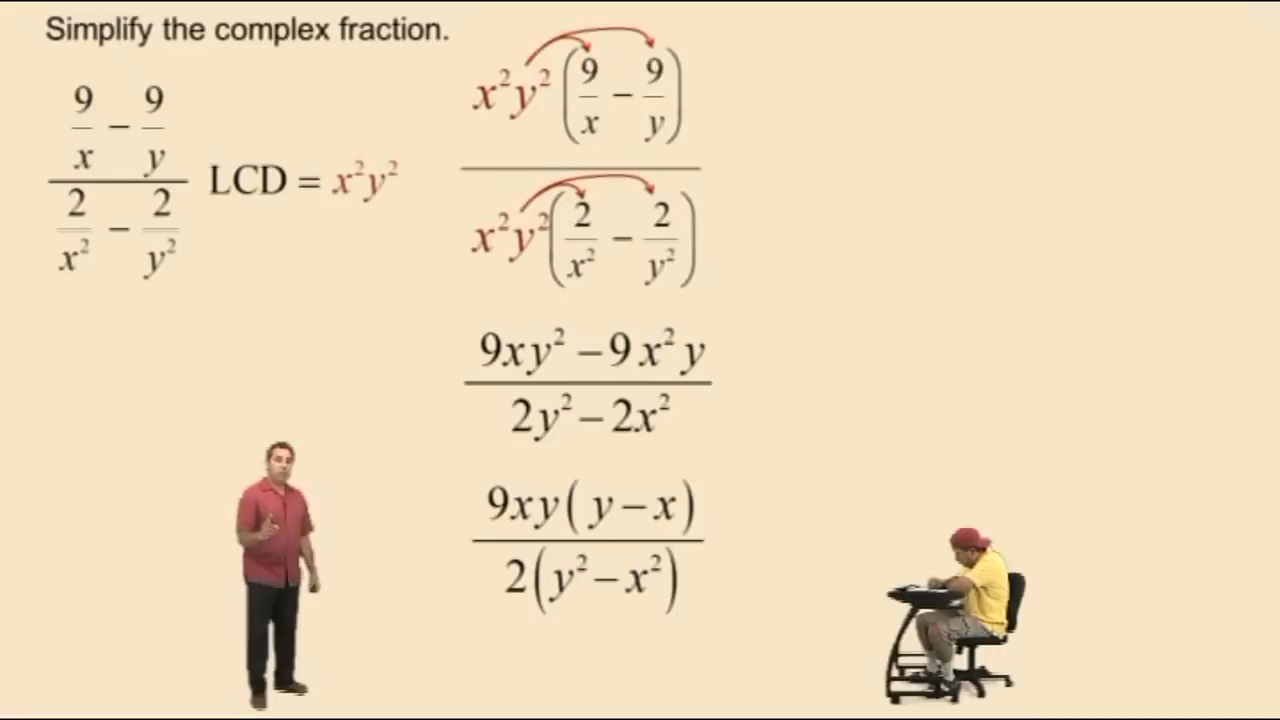 Simplify the complex fraction.
9/x − 9/y
2/x² − 2/y²
LCD = x²y²
x²y² (9/x − 9/y)
x²y² (2/x² − 2/y²)
9xy² − 9x²y
2y² − 2x²
9xy(y − x)
2(y² − x²)